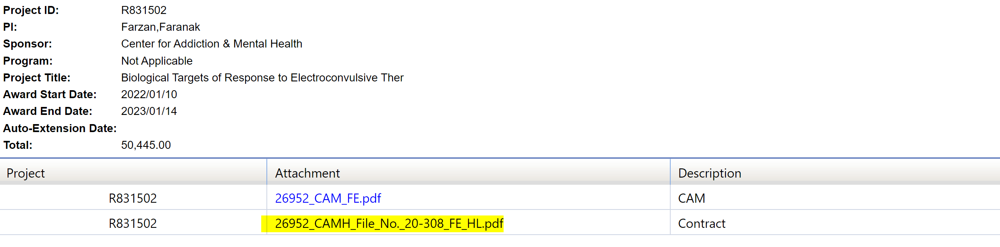 Project ID: R831502
PI: Farzan,Faranak
Sponsor: Center for Addiction & Mental Health
Program: Not Applicable
Project Title: Biological Targets of Response to Electroconvulsive Ther
Award Start Date: 2022/01/10
Award End Date: 2023/01/14
Auto-Extension Date:
Total: 50,445.00
Project Attachment Description
R831502 26952_CAM_FE.pdf CAM
R831502 26952_CAMH_File_No._20-308_FE_HL.pdf Contract